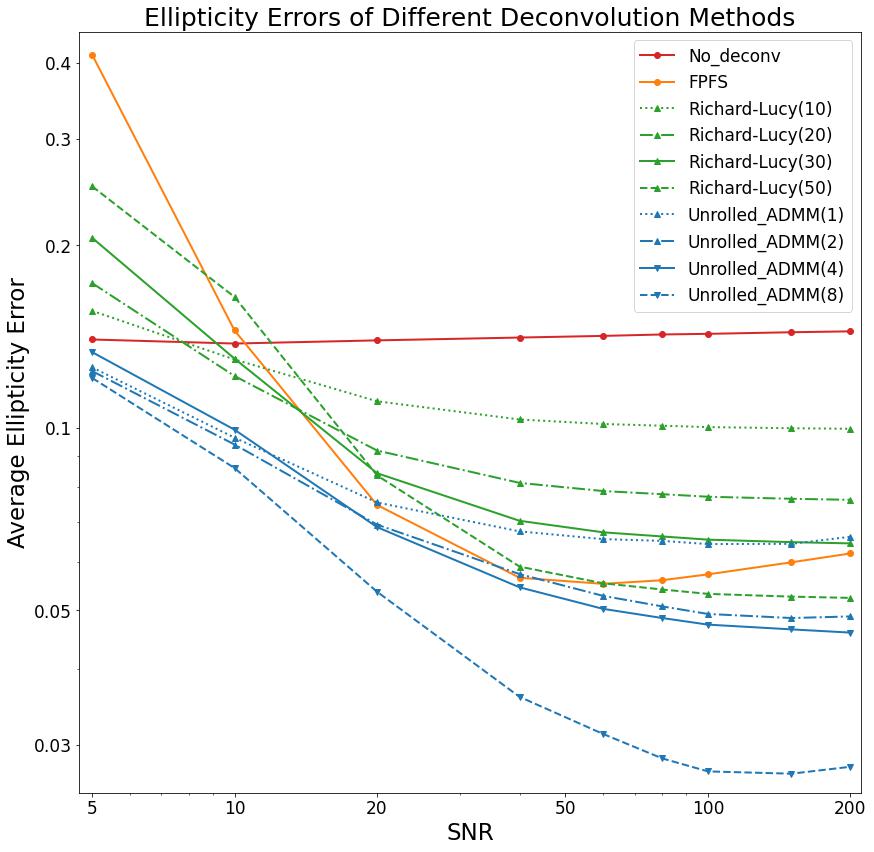 Ellipticity Errors of Different Deconvolution Methods
No_deconv
FPFS
Richard-Lucy(10)
Richard-Lucy(20)
Richard-Lucy(30)
Richard-Lucy(50)
Unrolled_ADMM(1)
Unrolled_ADMM(2)
Unrolled_ADMM(4)
Unrolled_ADMM(8)
Average Ellipticity Error
0.4
0.3
0.2
0.1
0.05
0.03
5
10
20
50
100
200
SNR